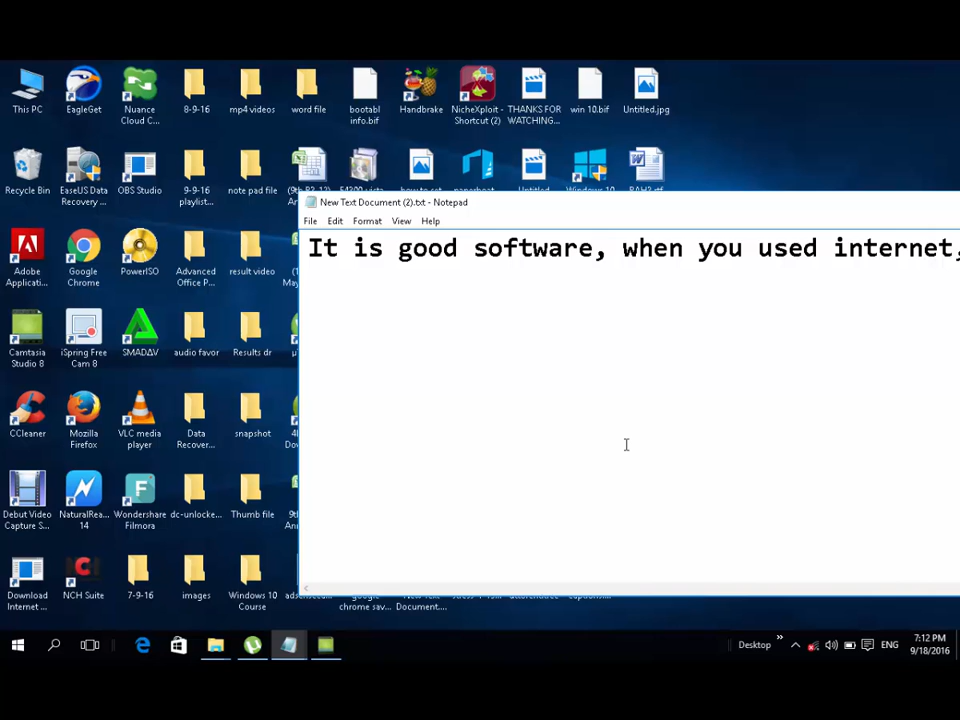 This PC
EagleGet
Nuance
Cloud C...
8-9-16
mp4 videos
word file
bootabl
info.bif
Handbrake
NicheXploit -
Shortcut (2)
THANKS FOR
WATCHING...
win 10.bif
Untitled.jpg
Recycle Bin
EaseUS Data
Recovery ...
OBS Studio
9-9-16
playlist...
note pad file
Untitled
New Text Document (2).txt - Notepad
File Edit Format View Help
It is good software, when you used internet,
Adobe
Applicati...
Google
Chrome
PowerISO
Advanced
Office P...
result video
Camtasia
Studio 8
iSpring Free
Cam 8
SMADΔV
audio favor
Results dr
CCleaner
Mozilla
Firefox
VLC media
player
Data
Recover...
snapshot
Debut Video
Capture S...
NaturalRea...
14
Wondershare
Filmora
dc-unlocke...
Thumb file
Download
Internet ...
NCH Suite
7-9-16
images
Windows 10
Course
chrome sav...
Document...
Desktop
ENG
7:12 PM
9/18/2016